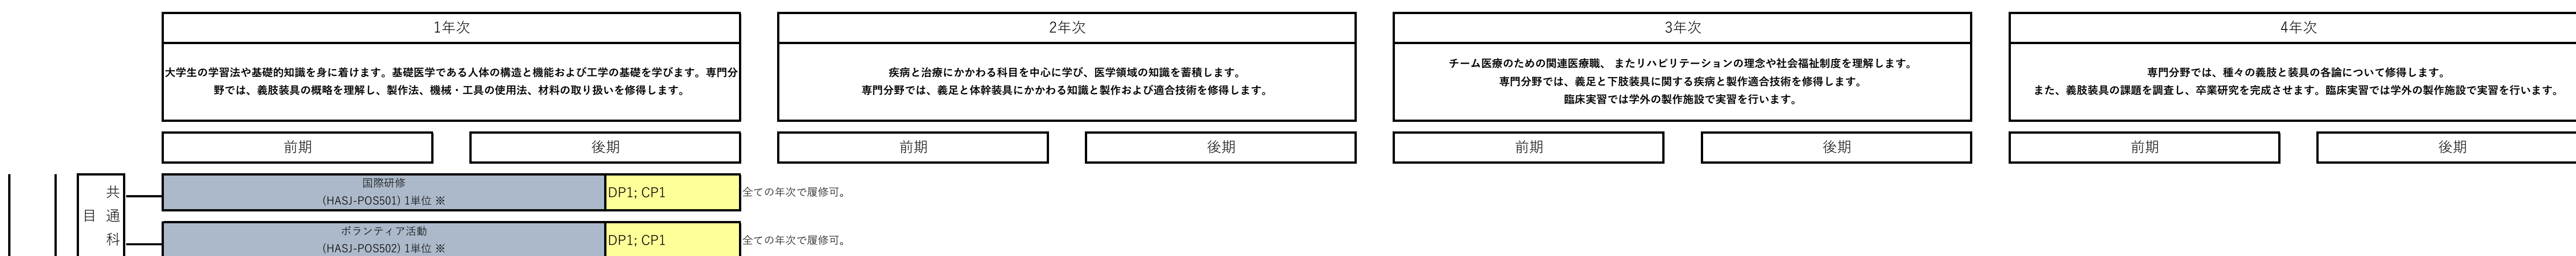 1年次
大学生の学習法や基礎的知識を身に着けます。基礎医学である人体の構造と機能および工学の基礎を学びます。専門分
野では、義肢装具の概略を理解し、製作法、機械・工具の使用法、材料の取り扱いを修得します。
2年次
疾病と治療にかかわる科目を中心に学び、医学領域の知識を蓄積します。
専門分野では、義足と体幹装具にかかわる知識と製作および適合技術を修得します。
3年次
チーム医療のための関連医療職、 またリハビリテーションの理念や社会福祉制度を理解します。
専門分野では、義足と下肢装具に関する疾病と製作適合技術を修得します。
臨床実習では学外の製作施設で実習を行います。
4年次
専門分野では、種々の義肢と装具の各論について修得します。
また、義肢装具の課題を調査し、卒業研究を完成させます。臨床実習では学外の製作施設で実習を行います。
前期
後期
前期
後期
前期
後期
前期
後期
共通科
目
国際研修
(HASJ-POS501) 1単位 ※
DP1; CP1
全ての年次で履修可。
ボランティア活動
(HASJ-POS502) 1単位 ※
DP1; CP1
全ての年次で履修可。